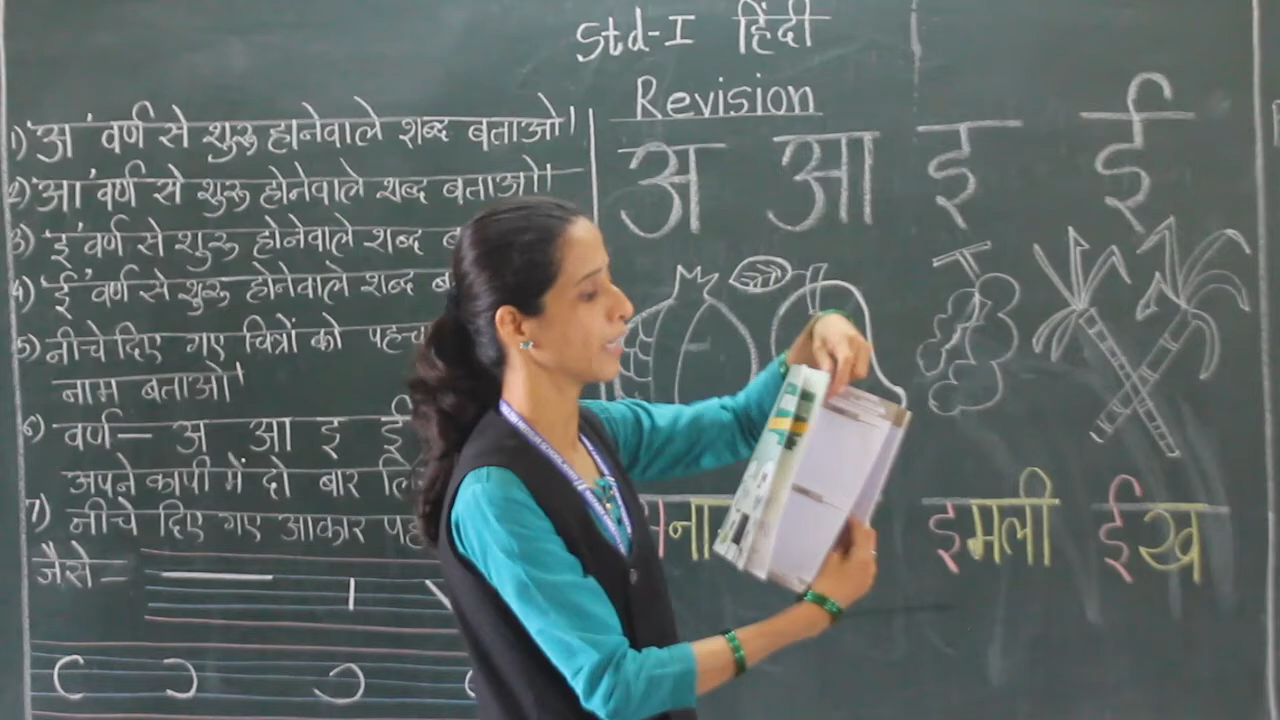 Std-I हिंदी
Revision
1) 'अ' वर्ण से शुरू होनेवाले शब्द बताओ।
2) 'आ' वर्ण से शुरू होनेवाले शब्द बताओ।
3) 'इ' वर्ण से शुरू होनेवाले शब्द ब
4) 'ई' वर्ण से शुरू होनेवाले शब्द ब
5) नीचे दिए गए चित्रों को पहच
नाम बताओ।
6) वर्ण — अ आ इ ई
अपने कापी में दो बार लि
7) नीचे दिए गए आकार पह
जैसे—
अ आ इ ई
इमली ईख